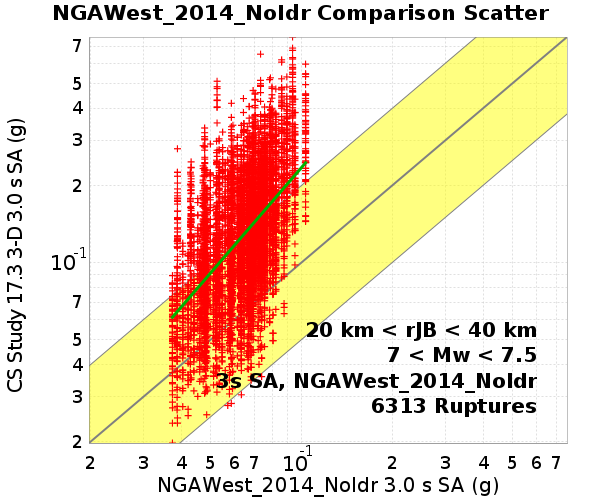 NGAWest_2014_NoIdr Comparison Scatter
CS Study 17.3 3-D 3.0 s SA (g)
7
5
4
3
2
10^-1
7
5
4
3
2
20 km < rJB < 40 km
7 < Mw < 7.5
3s SA, NGAWest_2014_NoIdr
6313 Ruptures
2 3 4 5 6 7 10^-1 2 3 4 5 6 7
NGAWest_2014_NoIdr 3.0 s SA (g)